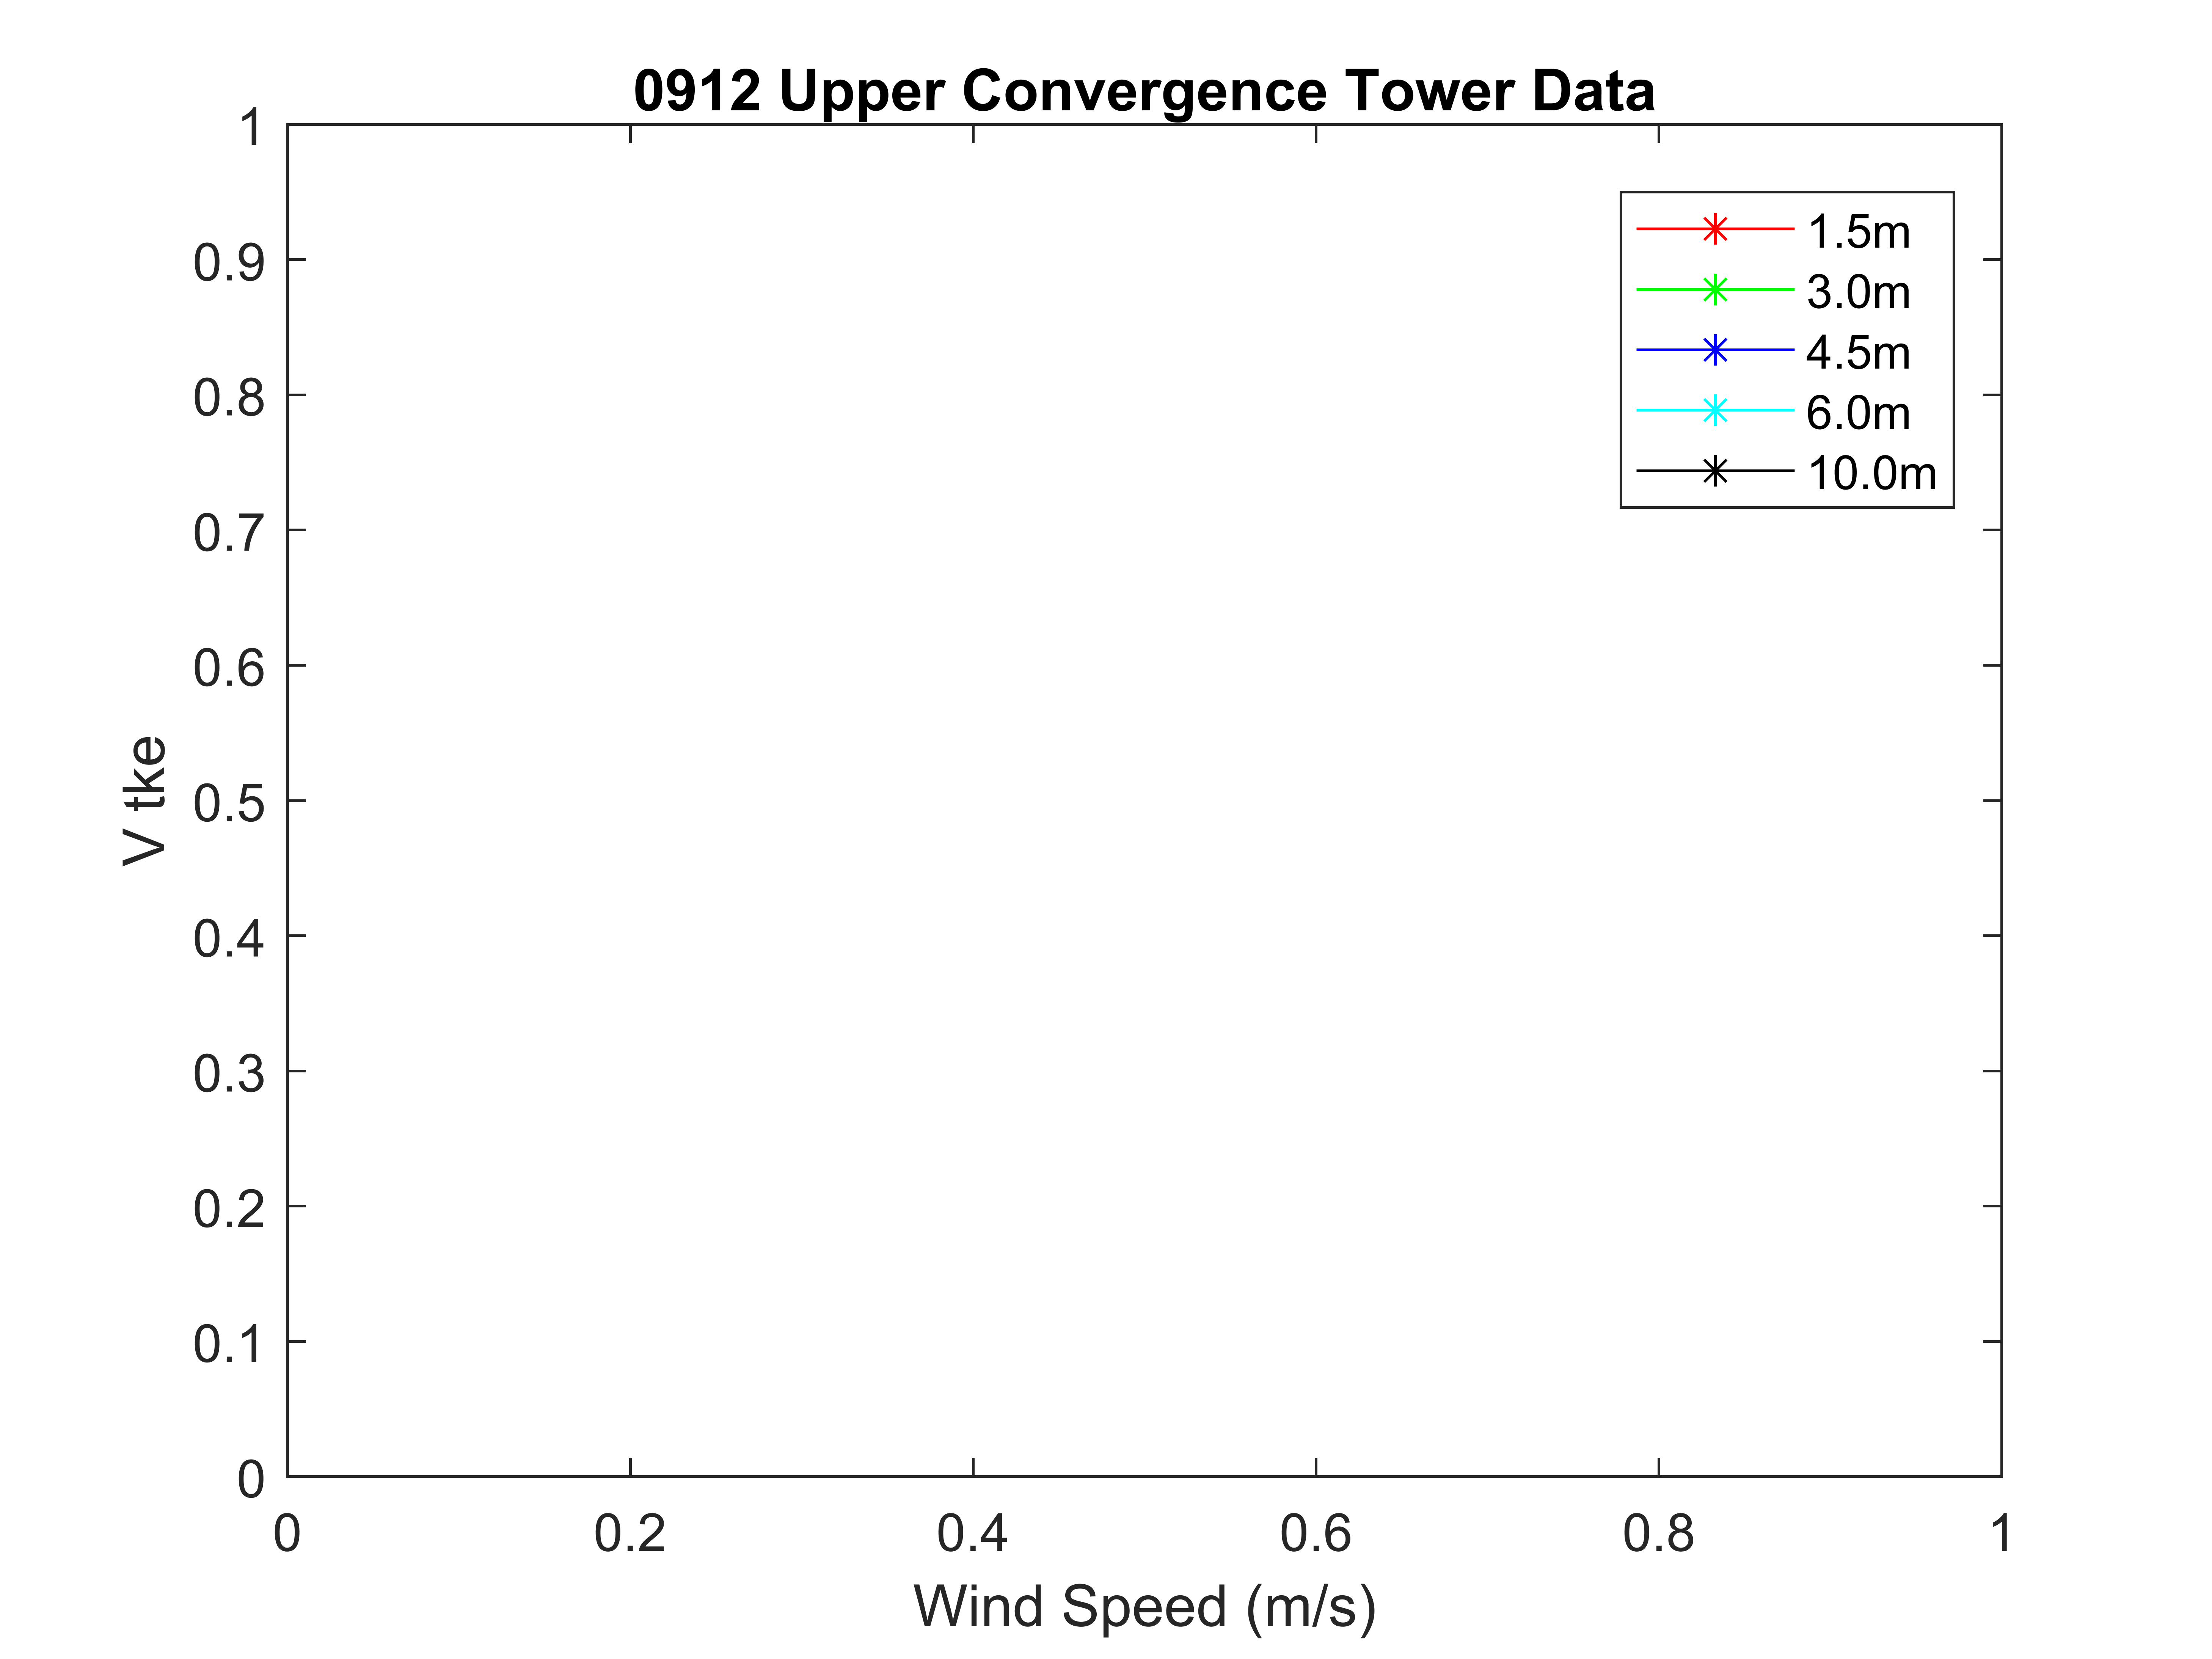 0912 Upper Convergence Tower Data
1
0.9
0.8
0.7
0.6
0.5
0.4
0.3
0.2
0.1
0
V tke
1.5m
3.0m
4.5m
6.0m
10.0m
0 0.2 0.4 0.6 0.8 1
Wind Speed (m/s)